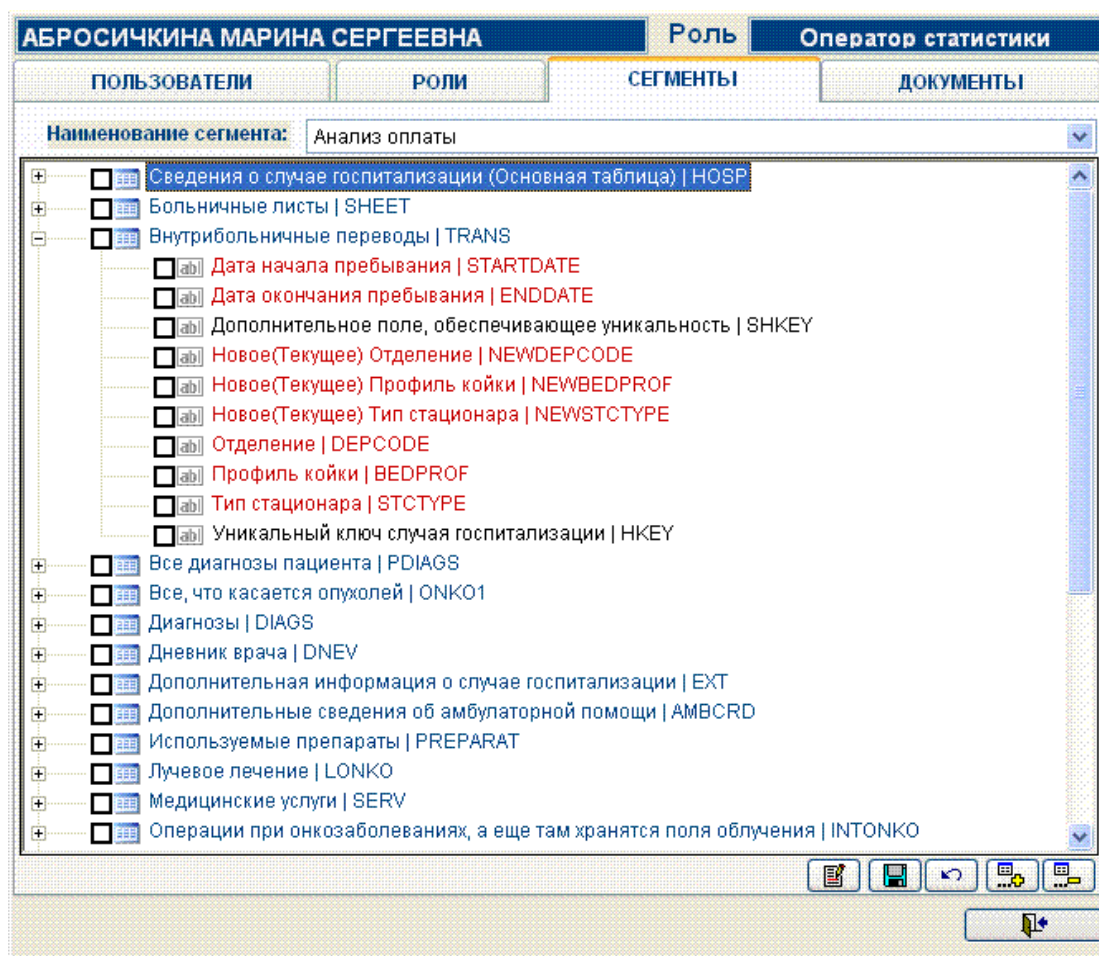 АБРОСИЧКИНА МАРИНА СЕРГЕЕВНА Роль Оператор статистики
ПОЛЬЗОВАТЕЛИ РОЛИ СЕГМЕНТЫ ДОКУМЕНТЫ
Наименование сегмента: Анализ оплаты
Сведения о случае госпитализации (Основная таблица) | HOSP
Больничные листы | SHEET
Внутрибольничные переводы | TRANS
Дата начала пребывания | STARTDATE
Дата окончания пребывания | ENDDATE
Дополнительное поле, обеспечивающее уникальность | SHKEY
Новое(Текущее) Отделение | NEWDEPCODE
Новое(Текущее) Профиль койки | NEWBEDPROF
Новое(Текущее) Тип стационара | NEWSTCTYPE
Отделение | DEPCODE
Профиль койки | BEDPROF
Тип стационара | STCTYPE
Уникальный ключ случая госпитализации | HKEY
Все диагнозы пациента | PDIAGS
Все, что касается опухолей | ONKO1
Диагнозы | DIAGS
Дневник врача | DNEV
Дополнительная информация о случае госпитализации | EXT
Дополнительные сведения об амбулаторной помощи | AMBCRD
Используемые препараты | PREPARAT
Лучевое лечение | LONKO
Медицинские услуги | SERV
Операции при онкозаболеваниях, а еще там хранятся поля облучения | INTONKO